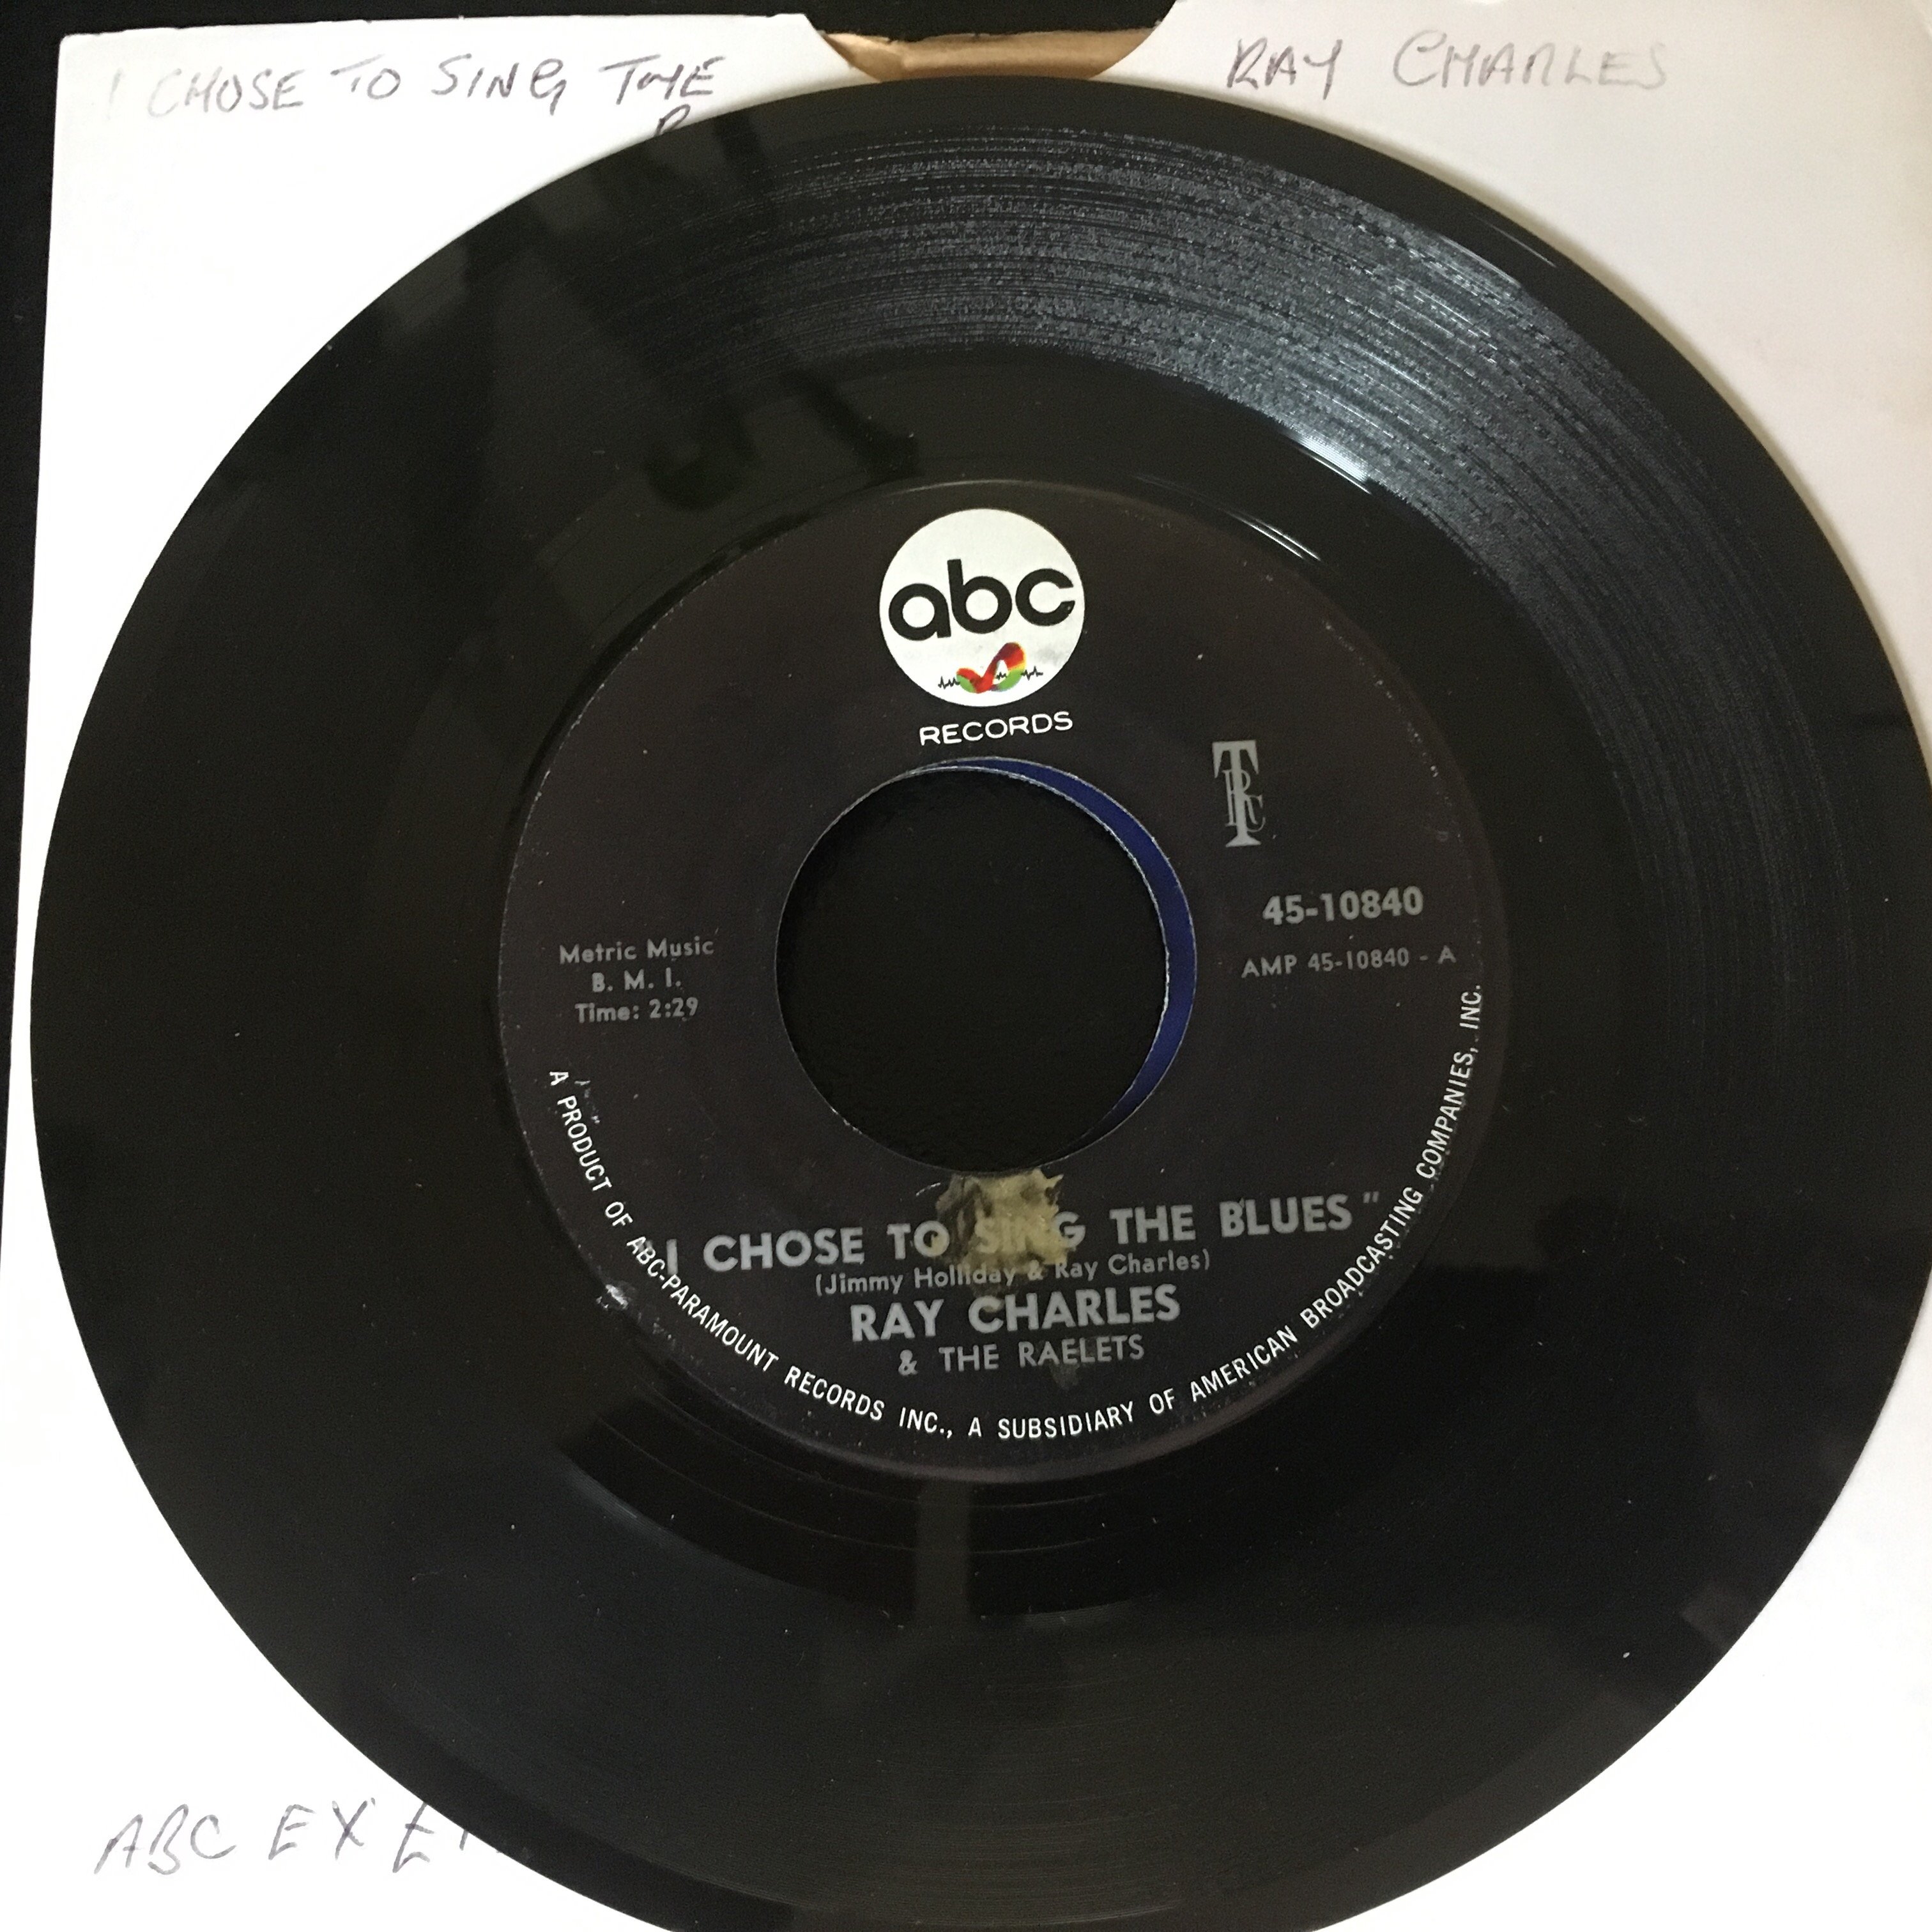 I CHOSE TO SING THE
RAY CHARLES
abc
RECORDS
TRC
45-10840
AMP 45-10840 - A
Metric Music
B. M. I.
Time: 2:29
"I CHOSE TO SING THE BLUES"
(Jimmy Holliday & Ray Charles)
RAY CHARLES
& THE RAELETS
A PRODUCT OF ABC-PARAMOUNT RECORDS INC., A SUBSIDIARY OF AMERICAN BROADCASTING COMPANIES, INC.
ABC EX